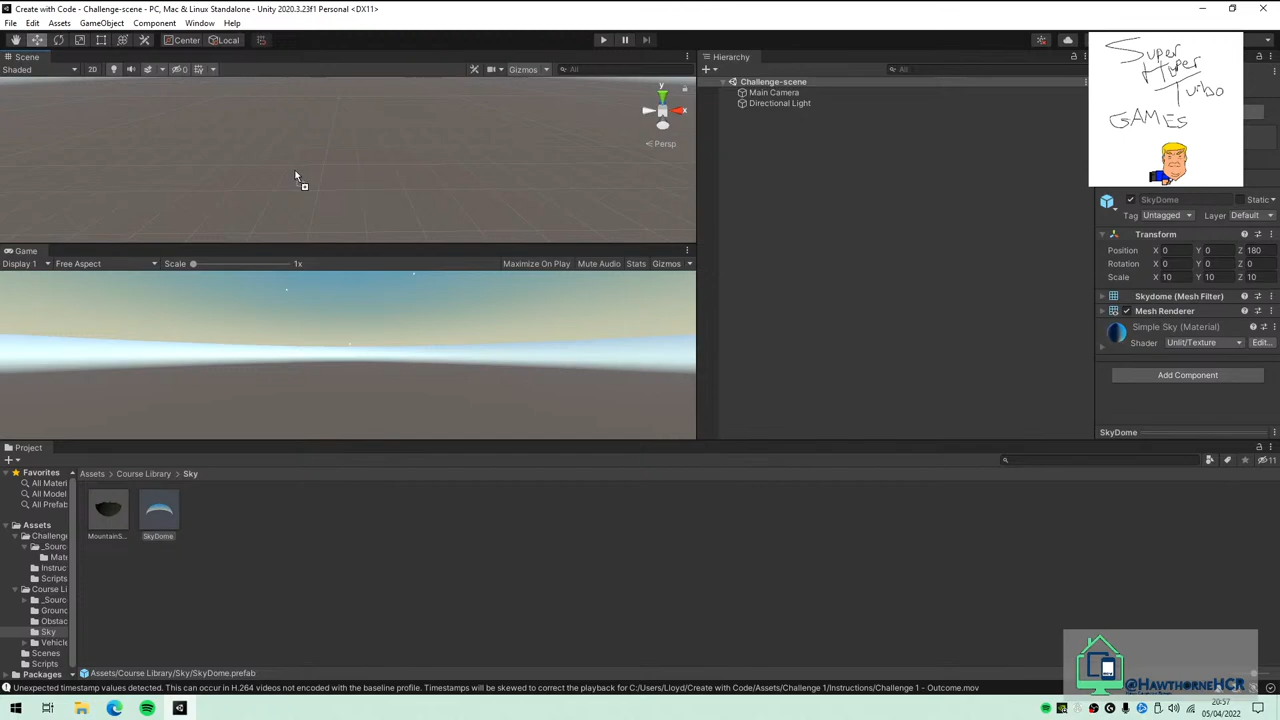 Create with Code - Challenge-scene - PC, Mac & Linux Standalone - Unity 2020.3.23f1 Personal <DX11>
File Edit Assets GameObject Component Window Help
Center Local
Scene
Shaded 2D Gizmos All
y
x
Persp
Hierarchy
All
Challenge-scene
Main Camera
Directional Light
Super
Hyper
Turbo
GAMES
SkyDome Static
Tag Untagged Layer Default
Transform
Position X 0 Y 0 Z 180
Rotation X 0 Y 0 Z 0
Scale X 10 Y 10 Z 10
Skydome (Mesh Filter)
Mesh Renderer
Simple Sky (Material)
Shader Unlit/Texture Edit...
Add Component
SkyDome
Game
Display 1 Free Aspect Scale 1x Maximize On Play Mute Audio Stats Gizmos
Project
11
Favorites
All Materi
All Model
All Prefab
Assets
Challenge
_Sourc
Mate
Instruc
Scripts
Course Li
_Sourc
Ground
Obstac
Sky
Vehicle
Scenes
Scripts
Packages
Assets > Course Library > Sky
MountainS...
SkyDome
Assets/Course Library/Sky/SkyDome.prefab
@HawthorneHCR
Unexpected timestamp values detected. This can occur in H.264 videos not encoded with the baseline profile. Timestamps will be skewed to correct the playback for C:/Users/Lloyd/Create with Code/Assets/Challenge 1/Instructions/Challenge 1 - Outcome.mov
20:57
05/04/2022